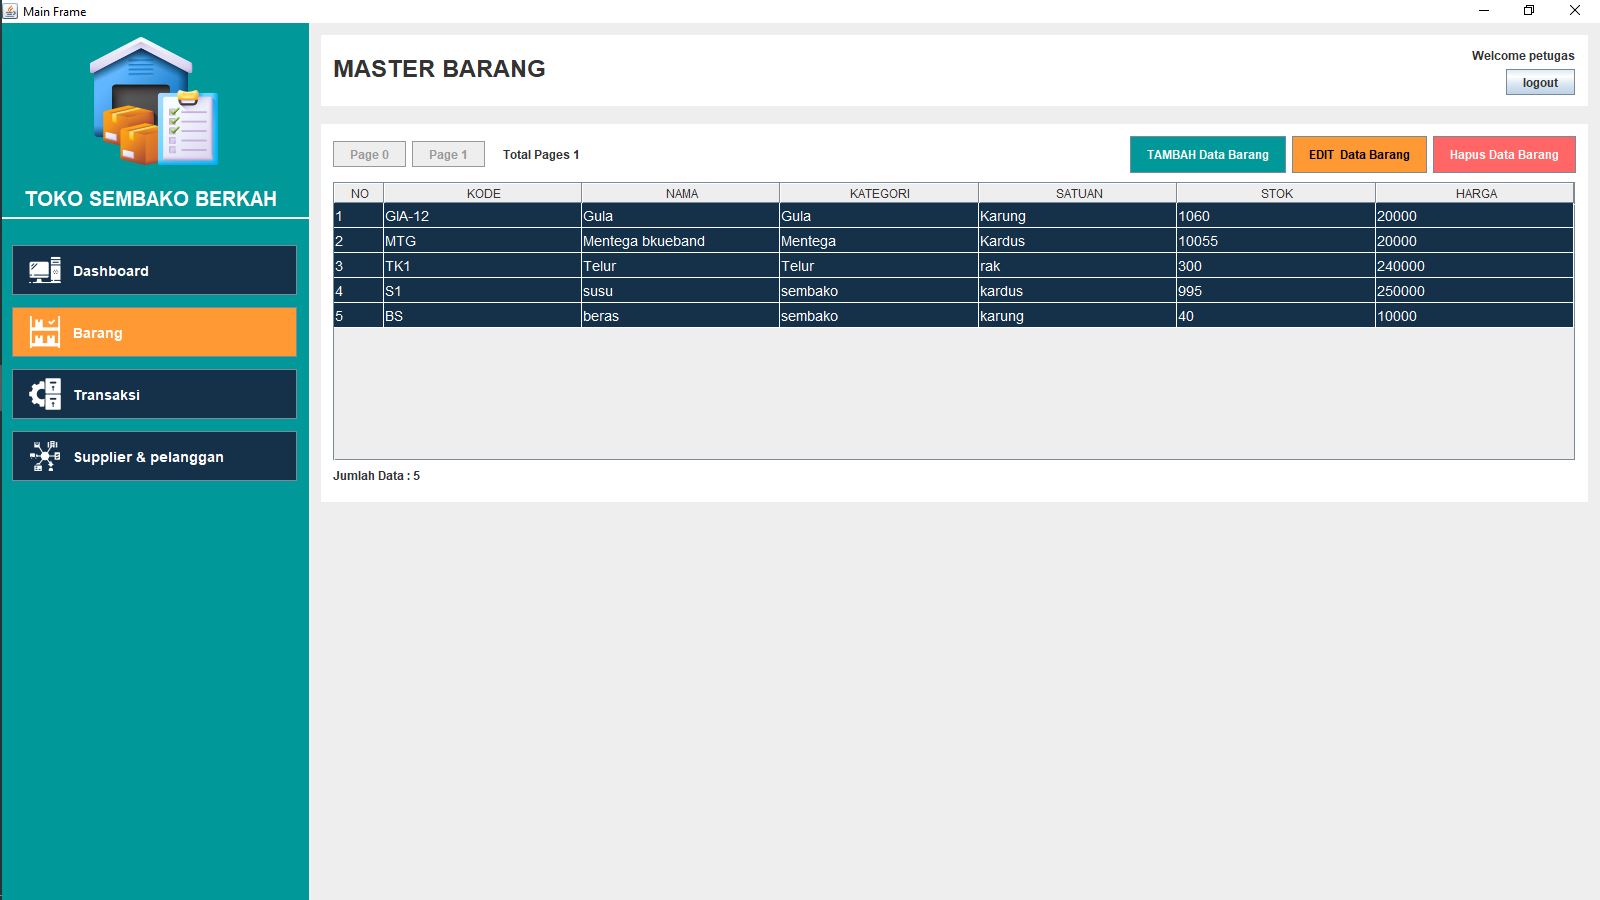 Main Frame
TOKO SEMBAKO BERKAH
Dashboard
Barang
Transaksi
Supplier & pelanggan
MASTER BARANG
Welcome petugas
logout
Page 0 Page 1 Total Pages 1 TAMBAH Data Barang EDIT Data Barang Hapus Data Barang
NO KODE NAMA KATEGORI SATUAN STOK HARGA
1 GIA-12 Gula Gula Karung 1060 20000
2 MTG Mentega bkueband Mentega Kardus 10055 20000
3 TK1 Telur Telur rak 300 240000
4 S1 susu sembako kardus 995 250000
5 BS beras sembako karung 40 10000
Jumlah Data : 5